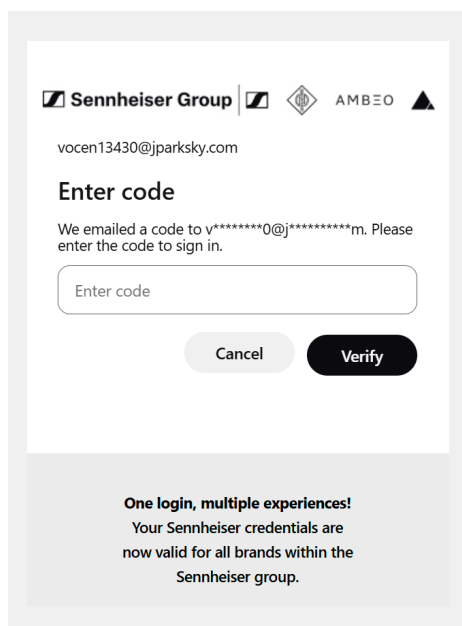 Sennheiser Group AMBEO
vocen13430@jparksky.com
Enter code
We emailed a code to v********0@j**********m. Please
enter the code to sign in.
Enter code
Cancel Verify
One login, multiple experiences!
Your Sennheiser credentials are
now valid for all brands within the
Sennheiser group.